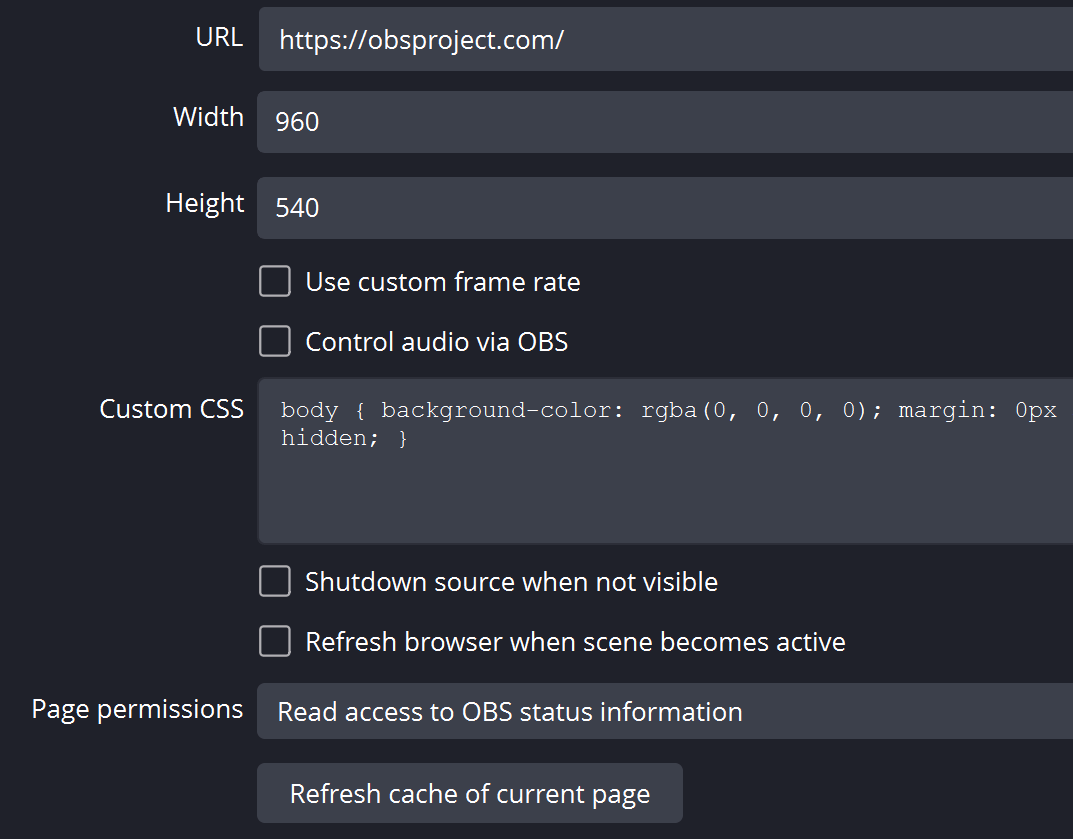 URL https://obsproject.com/
Width 960
Height 540
Use custom frame rate
Control audio via OBS
Custom CSS body { background-color: rgba(0, 0, 0, 0); margin: 0px
hidden; }
Shutdown source when not visible
Refresh browser when scene becomes active
Page permissions Read access to OBS status information
Refresh cache of current page